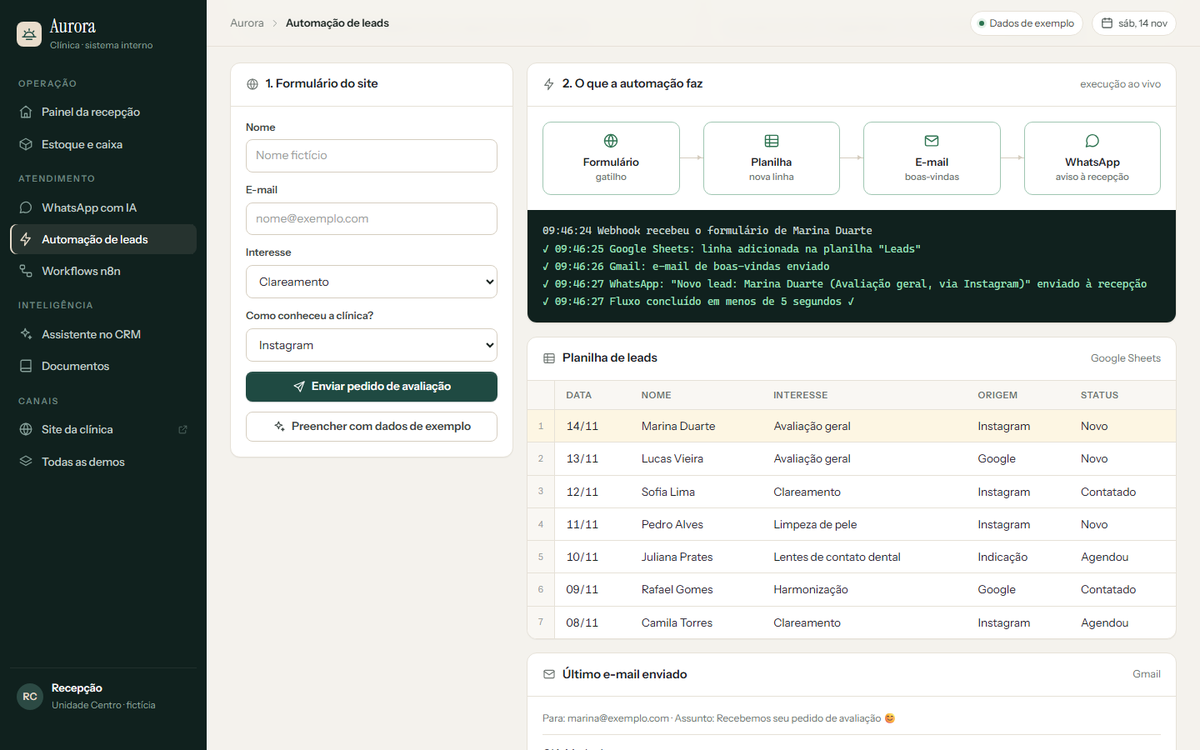 Aurora
Clínica · sistema interno
OPERAÇÃO
Painel da recepção
Estoque e caixa
ATENDIMENTO
WhatsApp com IA
Automação de leads
Workflows n8n
INTELIGÊNCIA
Assistente no CRM
Documentos
CANAIS
Site da clínica
Todas as demos
RC
Recepção
Unidade Centro · fictícia
Aurora > Automação de leads
Dados de exemplo
sáb, 14 nov
1. Formulário do site
Nome
Nome fictício
E-mail
nome@exemplo.com
Interesse
Clareamento
Como conheceu a clínica?
Instagram
Enviar pedido de avaliação
Preencher com dados de exemplo
2. O que a automação faz
execução ao vivo
Formulário
gatilho
Planilha
nova linha
E-mail
boas-vindas
WhatsApp
aviso à recepção
09:46:24 Webhook recebeu o formulário de Marina Duarte
✓ 09:46:25 Google Sheets: linha adicionada na planilha "Leads"
✓ 09:46:26 Gmail: e-mail de boas-vindas enviado
✓ 09:46:27 WhatsApp: "Novo lead: Marina Duarte (Avaliação geral, via Instagram)" enviado à recepção
✓ 09:46:27 Fluxo concluído em menos de 5 segundos ✓
Planilha de leads
Google Sheets
DATA NOME INTERESSE ORIGEM STATUS
1 14/11 Marina Duarte Avaliação geral Instagram Novo
2 13/11 Lucas Vieira Avaliação geral Google Novo
3 12/11 Sofia Lima Clareamento Instagram Contatado
4 11/11 Pedro Alves Limpeza de pele Instagram Novo
5 10/11 Juliana Prates Lentes de contato dental Indicação Agendou
6 09/11 Rafael Gomes Harmonização Google Contatado
7 08/11 Camila Torres Clareamento Instagram Agendou
Último e-mail enviado
Gmail
Para: marina@exemplo.com · Assunto: Recebemos seu pedido de avaliação 😊